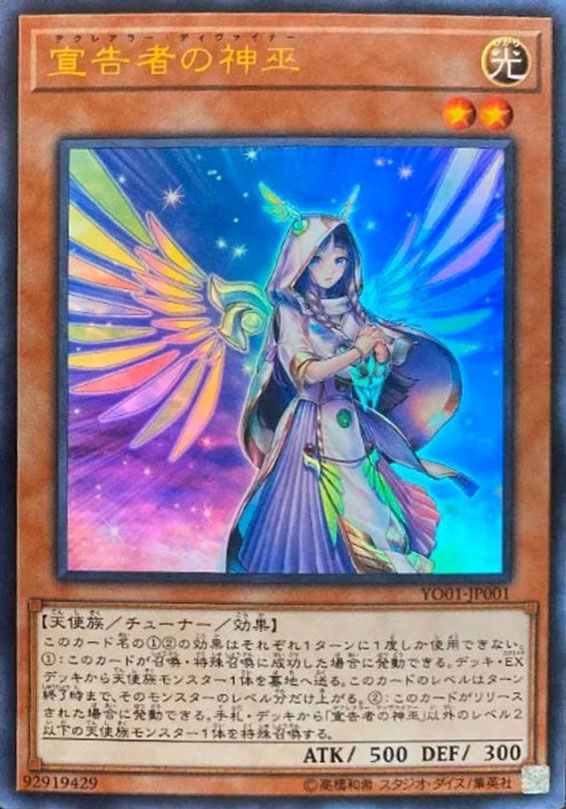 デクレアラー・ディヴァイナー
宣告者の神巫
ひかり
光
YO01-JP001
【天使族／チューナー／効果】
このカード名の①②の効果はそれぞれ1ターンに1度しか使用できない。
①：このカードが召喚・特殊召喚に成功した場合に発動できる。デッキ・EX
デッキから天使族モンスター1体を墓地へ送る。このカードのレベルはターン
終了時まで、そのモンスターのレベル分だけ上がる。②：このカードがリリース
された場合に発動できる。手札・デッキから「宣告者の神巫」以外のレベル2
以下の天使族モンスター1体を特殊召喚する。
ATK/ 500 DEF/ 300
92919429
©高橋和希 スタジオ・ダイス/集英社